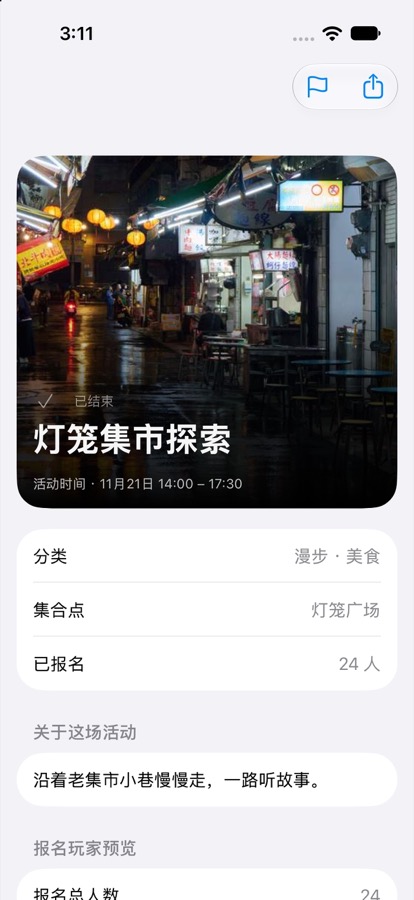 3:11
已结束
灯笼集市探索
活动时间 · 11月21日 14:00 – 17:30
分类
漫步 · 美食
集合点
灯笼广场
已报名
24 人
关于这场活动
沿着老集市小巷慢慢走，一路听故事。
报名玩家预览
报名总人数
24